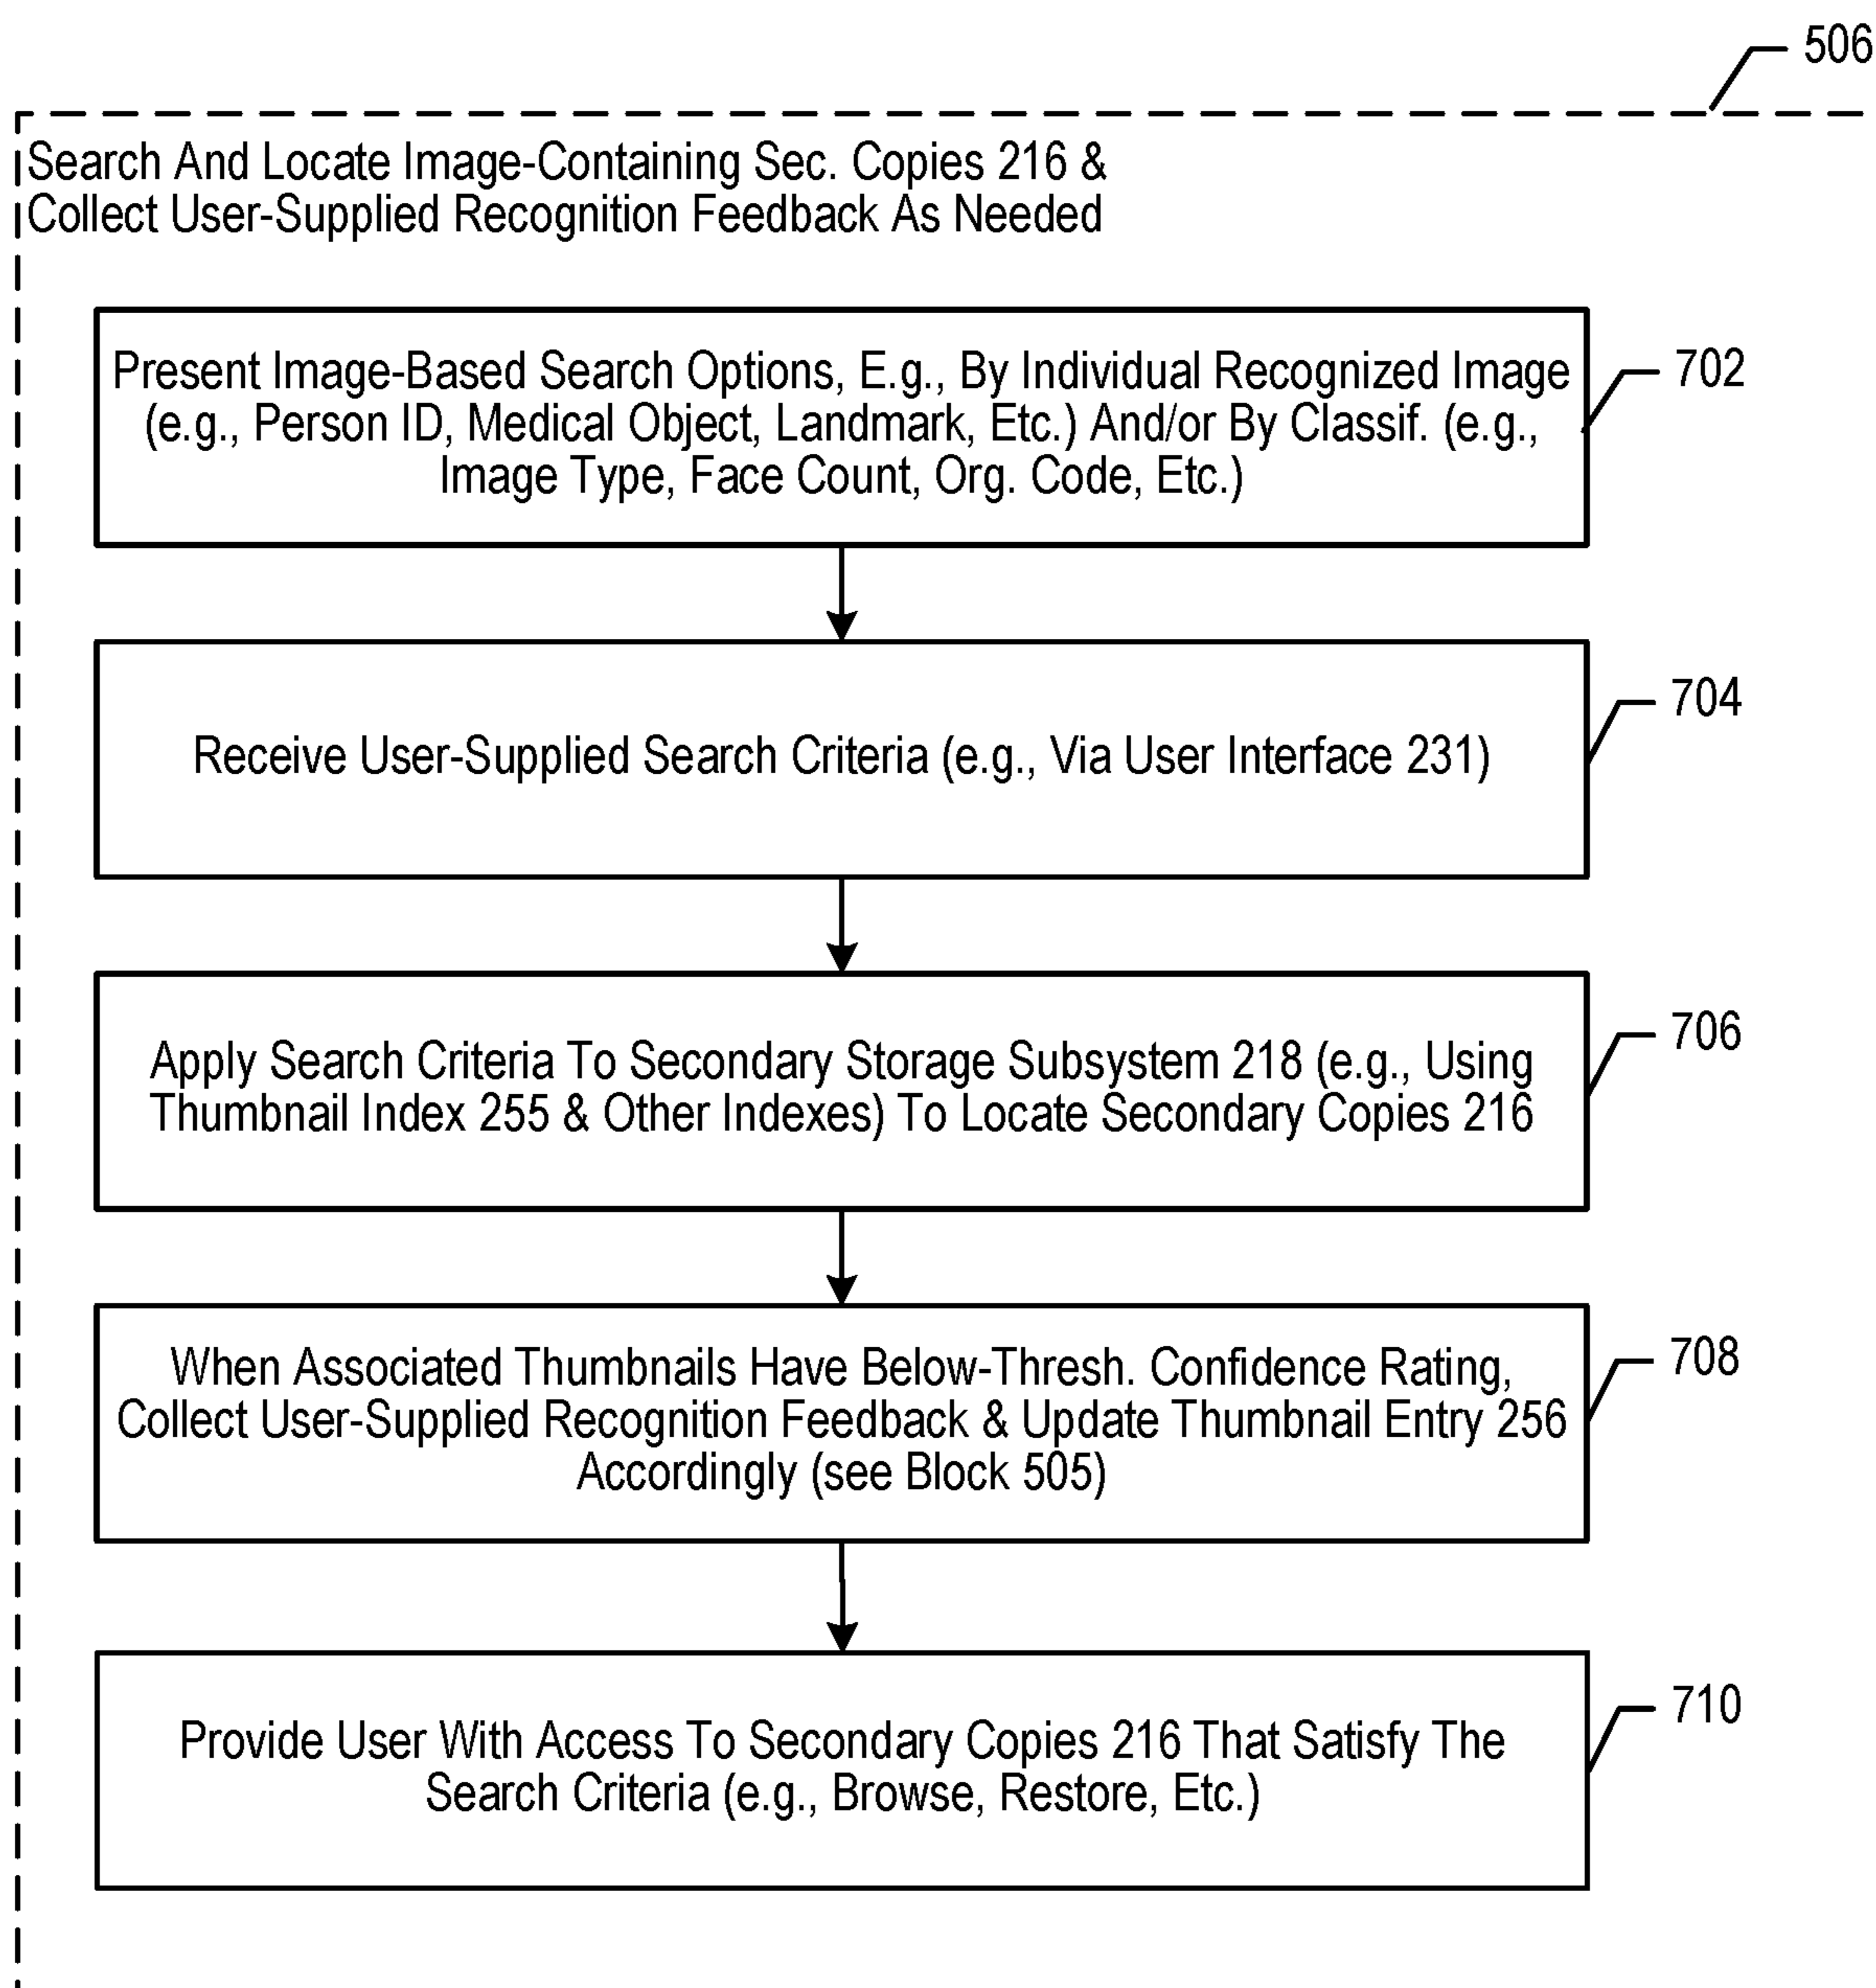 506
Search And Locate Image-Containing Sec. Copies 216 &
Collect User-Supplied Recognition Feedback As Needed
Present Image-Based Search Options, E.g., By Individual Recognized Image
(e.g., Person ID, Medical Object, Landmark, Etc.) And/or By Classif. (e.g.,
Image Type, Face Count, Org. Code, Etc.)
702
Receive User-Supplied Search Criteria (e.g., Via User Interface 231)
704
Apply Search Criteria To Secondary Storage Subsystem 218 (e.g., Using
Thumbnail Index 255 & Other Indexes) To Locate Secondary Copies 216
706
When Associated Thumbnails Have Below-Thresh. Confidence Rating,
Collect User-Supplied Recognition Feedback & Update Thumbnail Entry 256
Accordingly (see Block 505)
708
Provide User With Access To Secondary Copies 216 That Satisfy The
Search Criteria (e.g., Browse, Restore, Etc.)
710